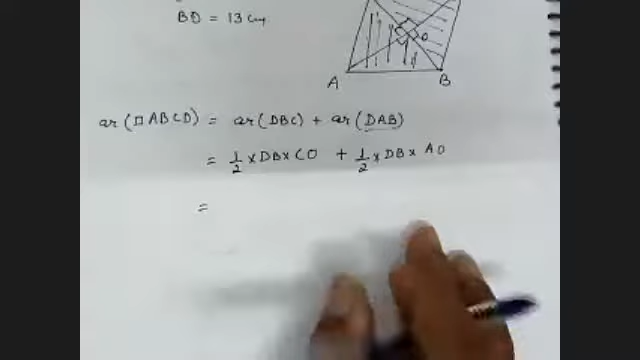 BD = 13 cm
O
A B
ar(□ABCD) = ar(DBC) + ar(DAB)
= 1/2 × DB × CO + 1/2 × DB × AO
=